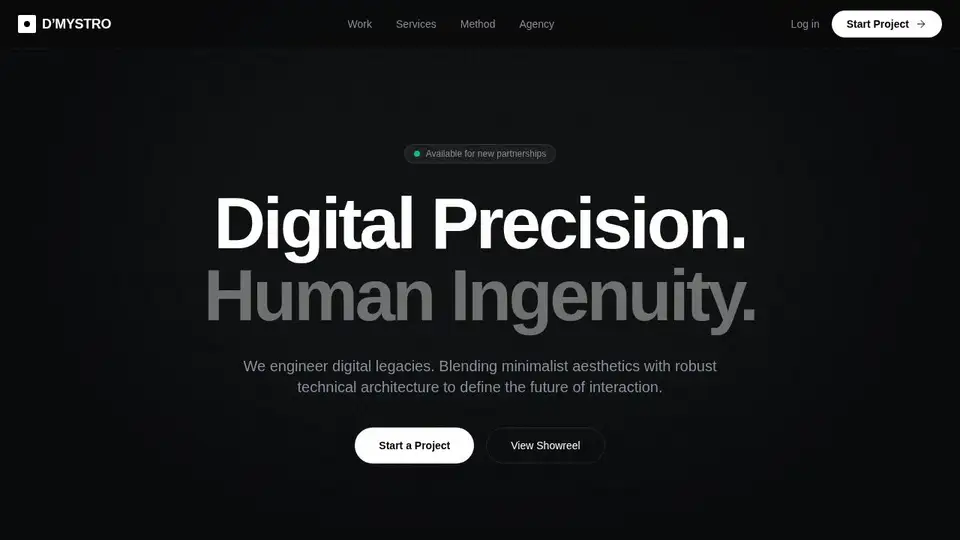 D'MYSTRO
Work
Services
Method
Agency
Log in
Start Project
Available for new partnerships
Digital Precision.
Human Ingenuity.
We engineer digital legacies. Blending minimalist aesthetics with robust
technical architecture to define the future of interaction.
Start a Project
View Showreel